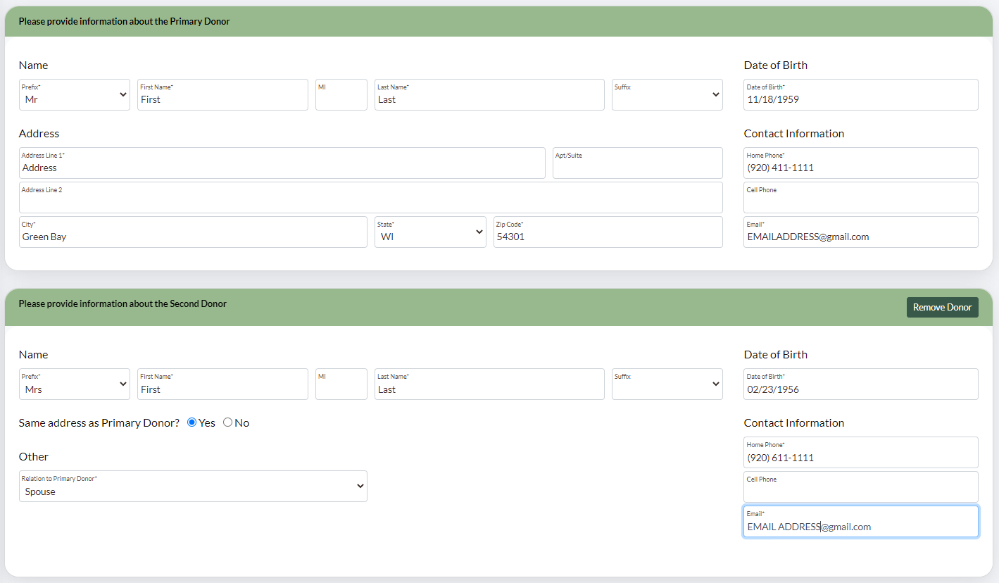 Please provide information about the Primary Donor
Name
Date of Birth
Prefix*
First Name*
MI
Last Name*
Suffix
Date of Birth*
Mr
First
Last
11/18/1959
Address
Contact Information
Address Line 1*
Apt/Suite
Home Phone*
Address
(920) 411-1111
Address Line 2
Cell Phone
City*
State*
Zip Code*
Email*
Green Bay
WI
54301
EMAILADDRESS@gmail.com
Please provide information about the Second Donor
Remove Donor
Name
Date of Birth
Prefix*
First Name*
MI
Last Name*
Suffix
Date of Birth*
Mrs
First
Last
02/23/1956
Same address as Primary Donor? Yes No
Contact Information
Home Phone*
(920) 611-1111
Other
Relation to Primary Donor*
Cell Phone
Spouse
Email*
EMAIL ADDRESS@gmail.com